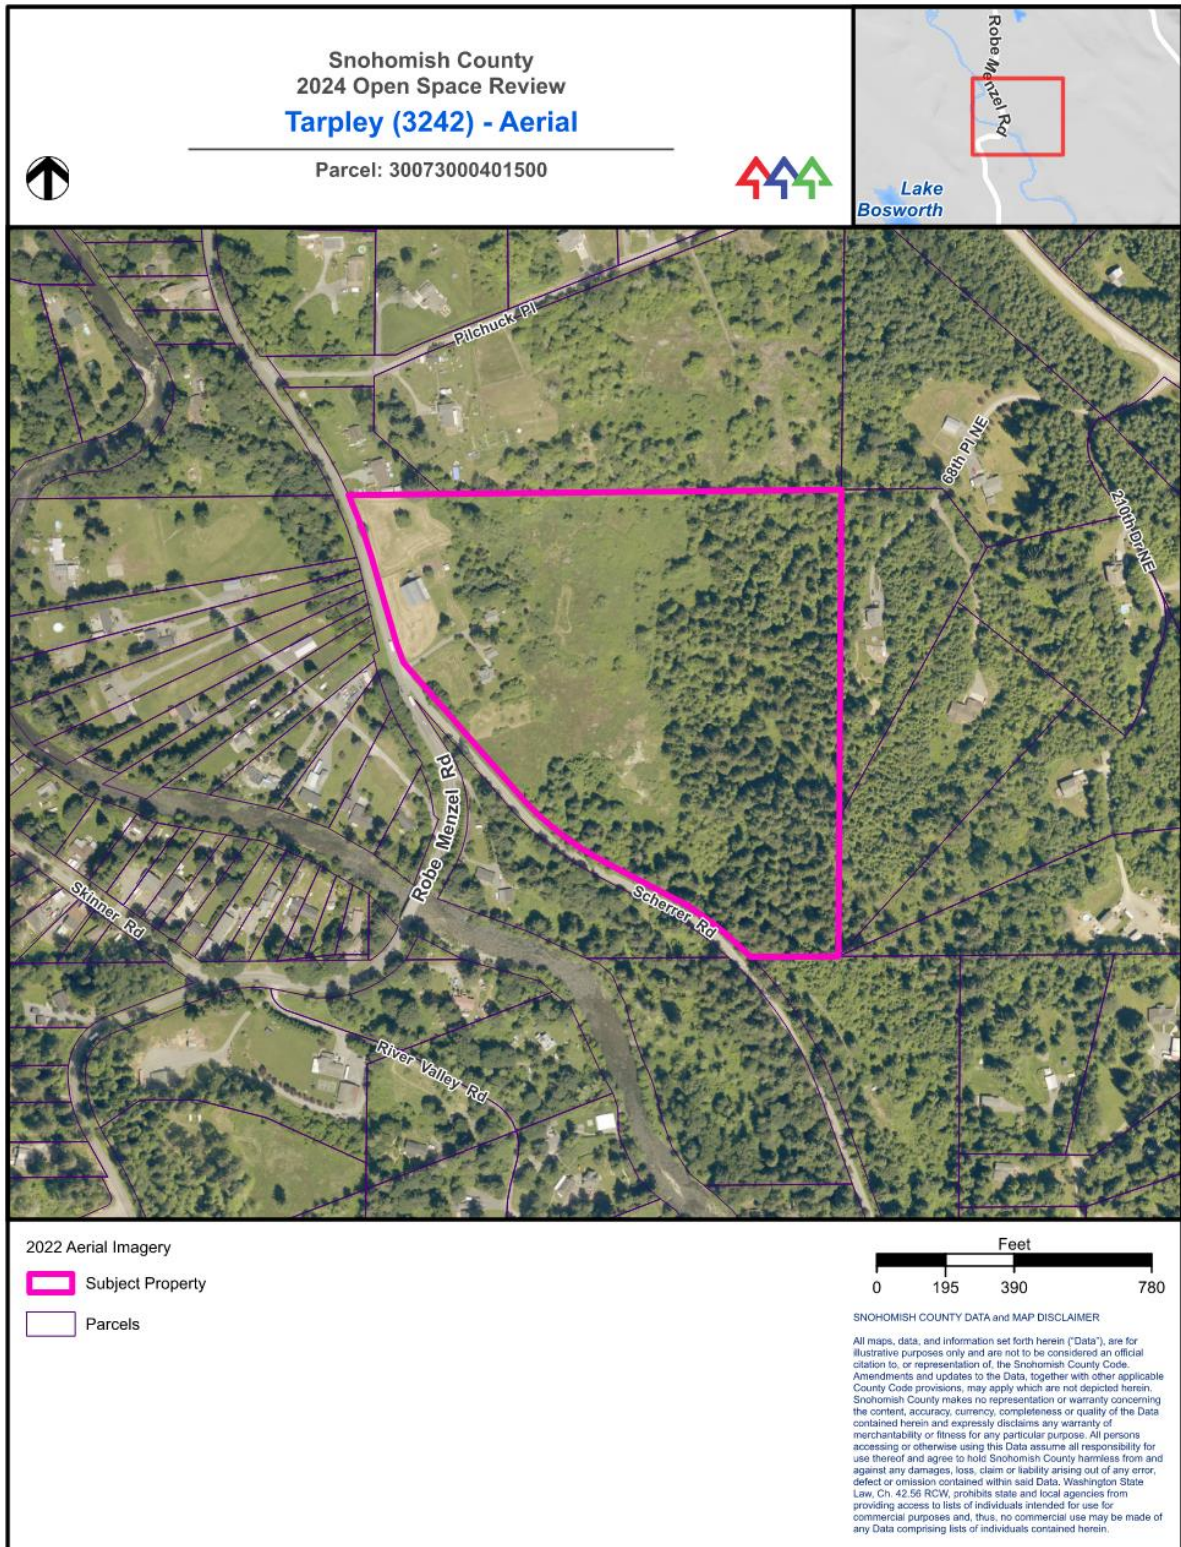 Snohomish County
2024 Open Space Review
Tarpley (3242) - Aerial
Parcel: 30073000401500
Robe Menzel Rd
Lake
Bosworth
Pilchuck Pl
68th Pl NE
210th Dr NE
Robe Menzel Rd
Scherrer Rd
Skinner Rd
River Valley Rd
2022 Aerial Imagery
Subject Property
Parcels
Feet
0 195 390 780
SNOHOMISH COUNTY DATA and MAP DISCLAIMER
All maps, data, and information set forth herein ("Data"), are for
illustrative purposes only and are not to be considered an official
citation to, or representation of, the Snohomish County Code.
Amendments and updates to the Data, together with other applicable
County Code provisions, may apply which are not depicted herein.
Snohomish County makes no representation or warranty concerning
the content, accuracy, currency, completeness or quality of the Data
contained herein and expressly disclaims any warranty of
merchantability or fitness for any particular purpose. All persons
accessing or otherwise using this Data assume all responsibility for
use thereof and agree to hold Snohomish County harmless from and
against any damages, loss, claim or liability arising out of any error,
defect or omission contained within said Data. Washington State
Law, Ch. 42.56 RCW, prohibits state and local agencies from
providing access to lists of individuals intended for use for
commercial purposes and, thus, no commercial use may be made of
any Data comprising lists of individuals contained herein.